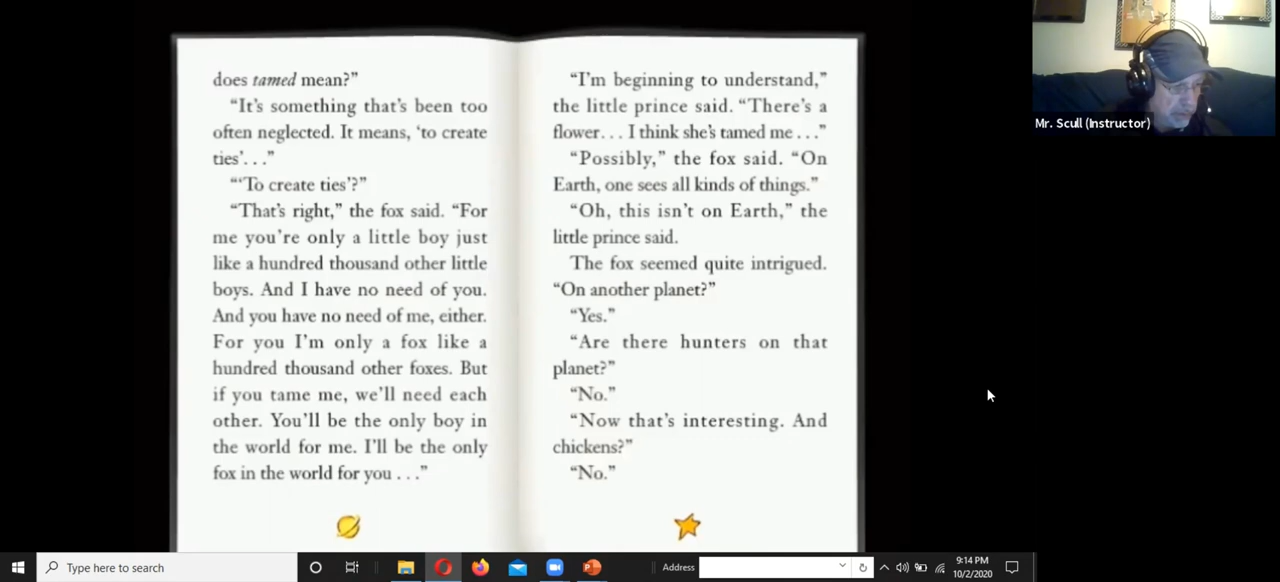 does tamed mean?”
“It’s something that’s been too
often neglected. It means, ‘to create
ties’. . .”
“‘To create ties’?”
“That’s right,” the fox said. “For
me you’re only a little boy just
like a hundred thousand other little
boys. And I have no need of you.
And you have no need of me, either.
For you I’m only a fox like a
hundred thousand other foxes. But
if you tame me, we’ll need each
other. You’ll be the only boy in
the world for me. I’ll be the only
fox in the world for you . . .”
“I’m beginning to understand,”
the little prince said. “There’s a
flower. . . I think she’s tamed me . . .”
“Possibly,” the fox said. “On
Earth, one sees all kinds of things.”
“Oh, this isn’t on Earth,” the
little prince said.
The fox seemed quite intrigued.
“On another planet?”
“Yes.”
“Are there hunters on that
planet?”
“No.”
“Now that’s interesting. And
chickens?”
“No.”
Mr. Scull (Instructor)
Type here to search
Address
9:14 PM
10/2/2020